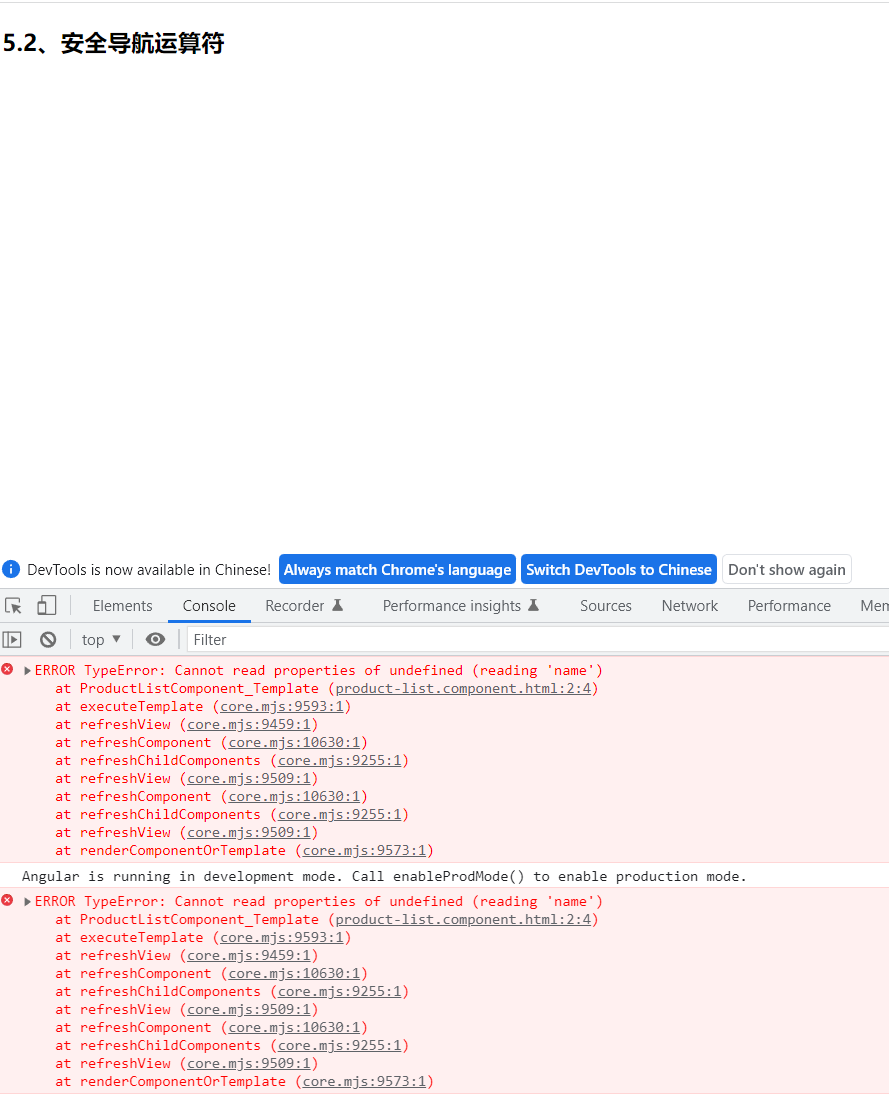 5.2、安全导航运算符
DevTools is now available in Chinese! Always match Chrome's language Switch DevTools to Chinese Don't show again
Elements Console Recorder Performance insights Sources Network Performance Mem
top Filter
ERROR TypeError: Cannot read properties of undefined (reading 'name')
at ProductListComponent_Template (product-list.component.html:2:4)
at executeTemplate (core.mjs:9593:1)
at refreshView (core.mjs:9459:1)
at refreshComponent (core.mjs:10630:1)
at refreshChildComponents (core.mjs:9255:1)
at refreshView (core.mjs:9509:1)
at refreshComponent (core.mjs:10630:1)
at refreshChildComponents (core.mjs:9255:1)
at refreshView (core.mjs:9509:1)
at renderComponentOrTemplate (core.mjs:9573:1)
Angular is running in development mode. Call enableProdMode() to enable production mode.
ERROR TypeError: Cannot read properties of undefined (reading 'name')
at ProductListComponent_Template (product-list.component.html:2:4)
at executeTemplate (core.mjs:9593:1)
at refreshView (core.mjs:9459:1)
at refreshComponent (core.mjs:10630:1)
at refreshChildComponents (core.mjs:9255:1)
at refreshView (core.mjs:9509:1)
at refreshComponent (core.mjs:10630:1)
at refreshChildComponents (core.mjs:9255:1)
at refreshView (core.mjs:9509:1)
at renderComponentOrTemplate (core.mjs:9573:1)